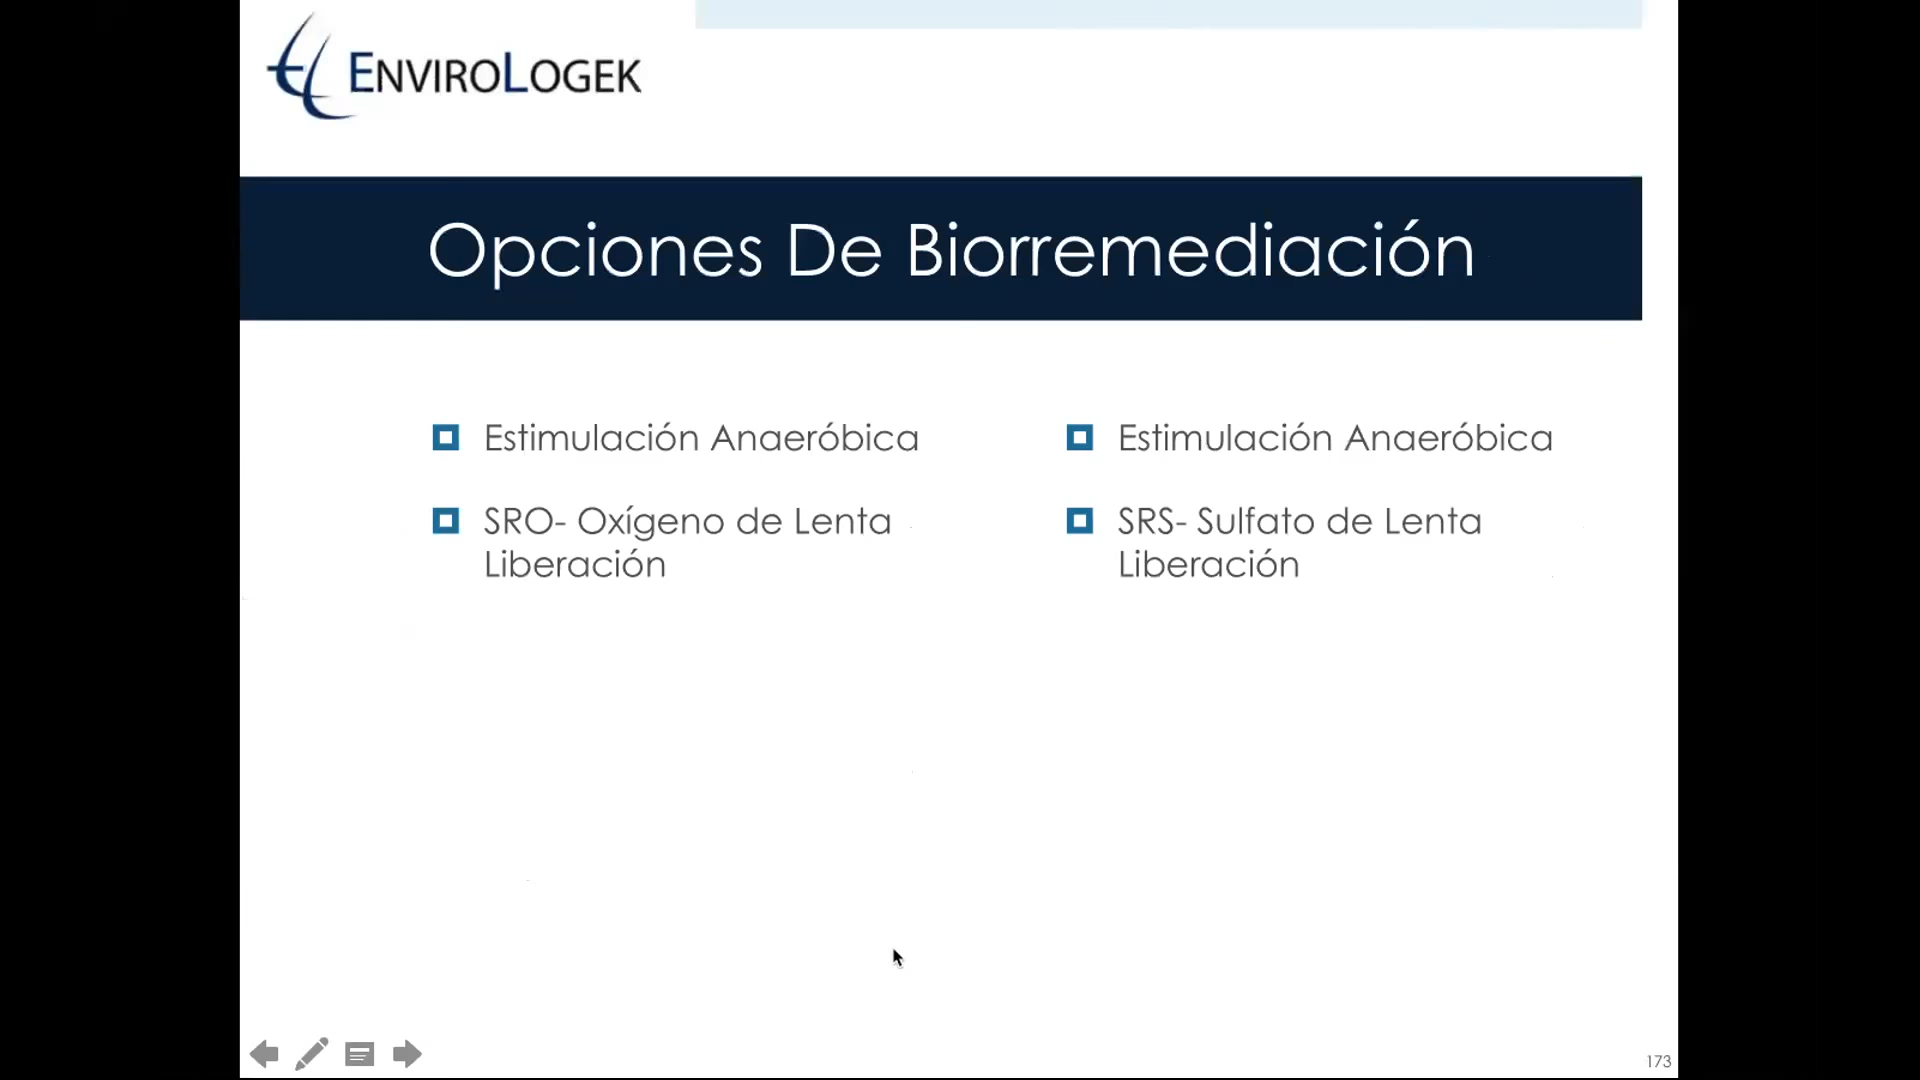 ENVIROLOGEK
Opciones De Biorremediación
Estimulación Anaeróbica
SRO- Oxígeno de Lenta
Liberación
Estimulación Anaeróbica
SRS- Sulfato de Lenta
Liberación
173